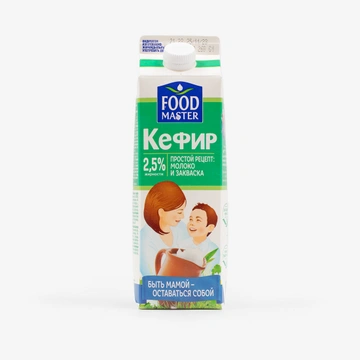 FOOD
MASTER
Кефир
2,5%
жирности
ПРОСТОЙ РЕЦЕПТ:
МОЛОКО
И ЗАКВАСКА
БЫТЬ МАМОЙ –
ОСТАВАТЬСЯ СОБОЙ